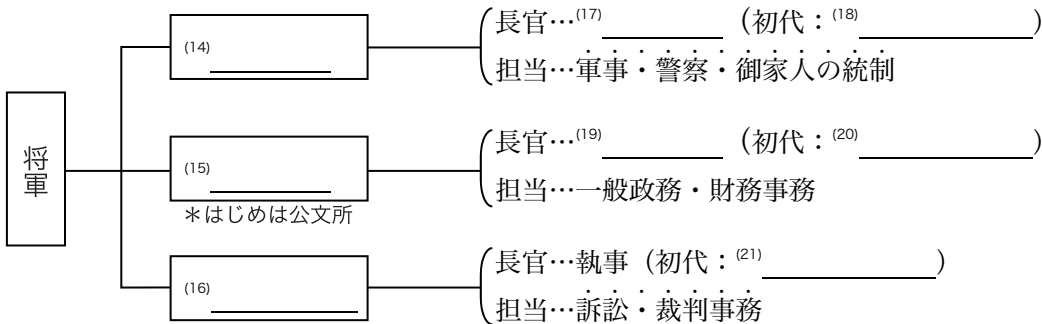 (14)
長官…(17) (初代：(18) )
担当…軍事・警察・御家人の統制
将軍
(15)
*はじめは公文所
長官…(19) (初代：(20) )
担当…一般政務・財務事務
(16)
長官…執事 (初代：(21) )
担当…訴訟・裁判事務